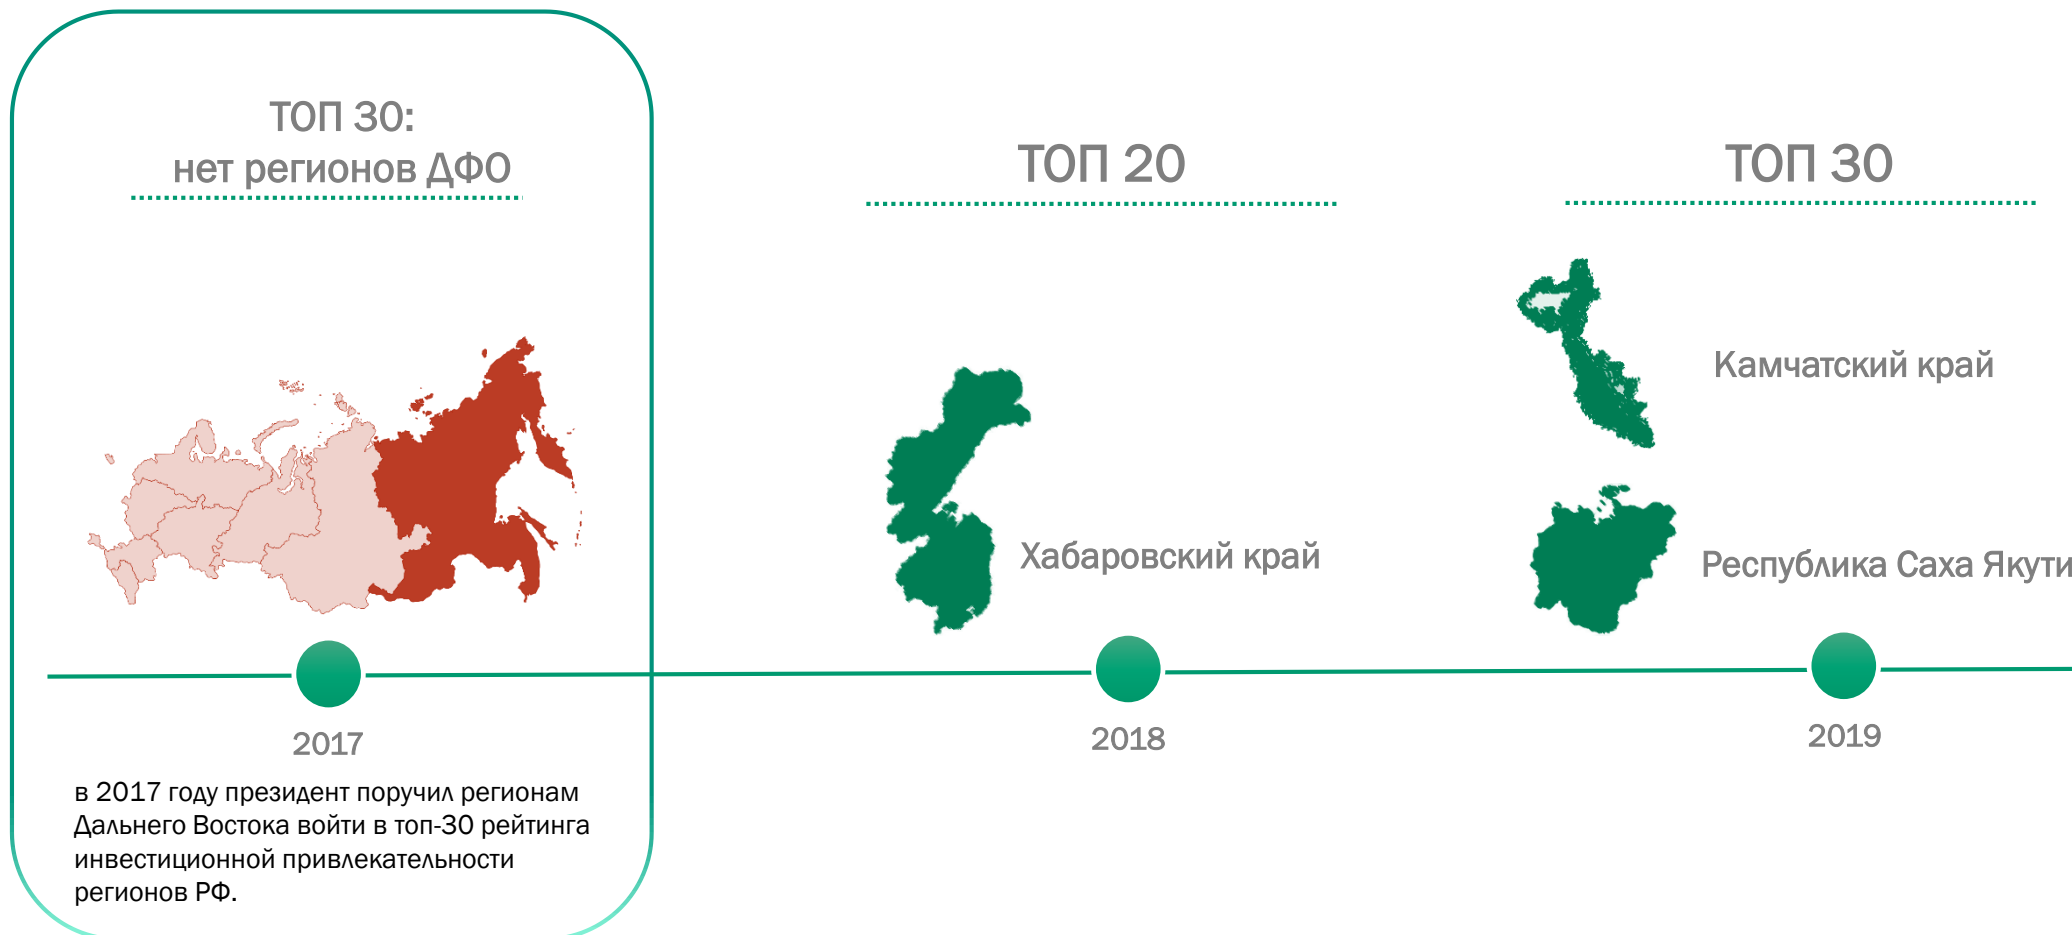 ТОП 30:
нет регионов ДФО
ТОП 20
ТОП 30
Камчатский край
Хабаровский край
Республика Саха Якути
2017
2018
2019
в 2017 году президент поручил регионам
Дальнего Востока войти в топ-30 рейтинга
инвестиционной привлекательности
регионов РФ.